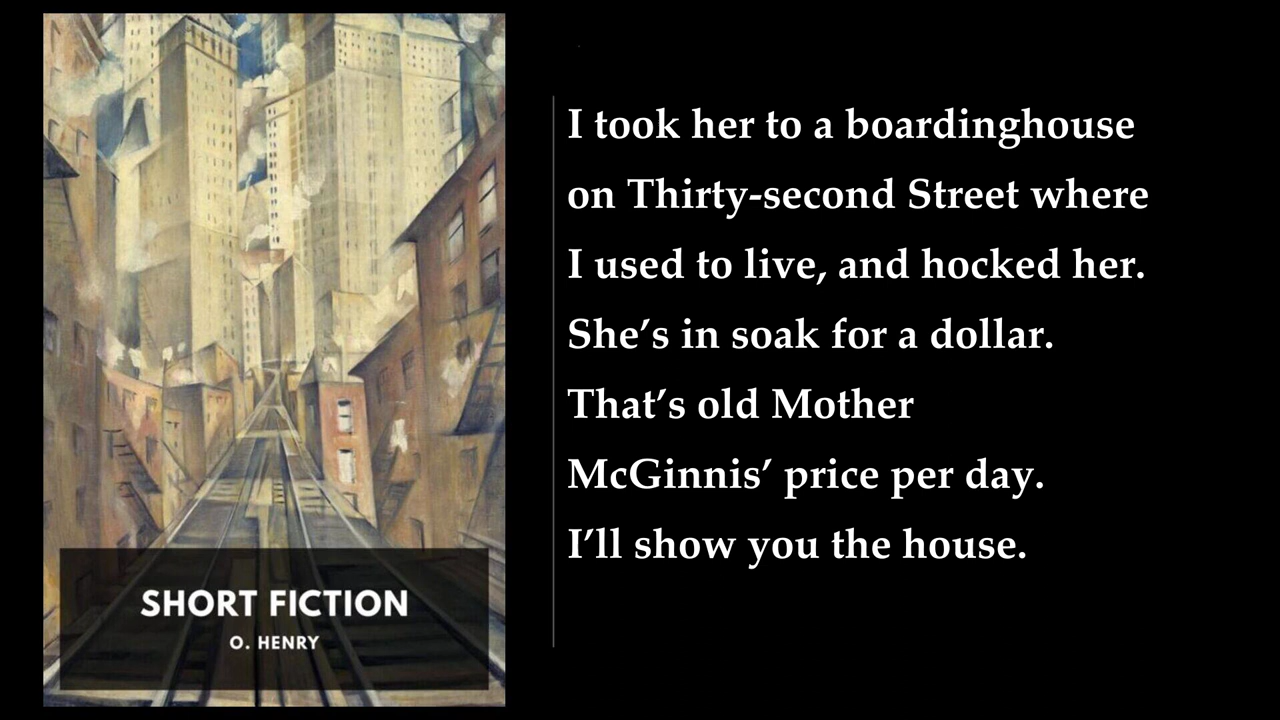 SHORT FICTION
O. HENRY
I took her to a boardinghouse
on Thirty-second Street where
I used to live, and hocked her.
She’s in soak for a dollar.
That’s old Mother
McGinnis’ price per day.
I’ll show you the house.